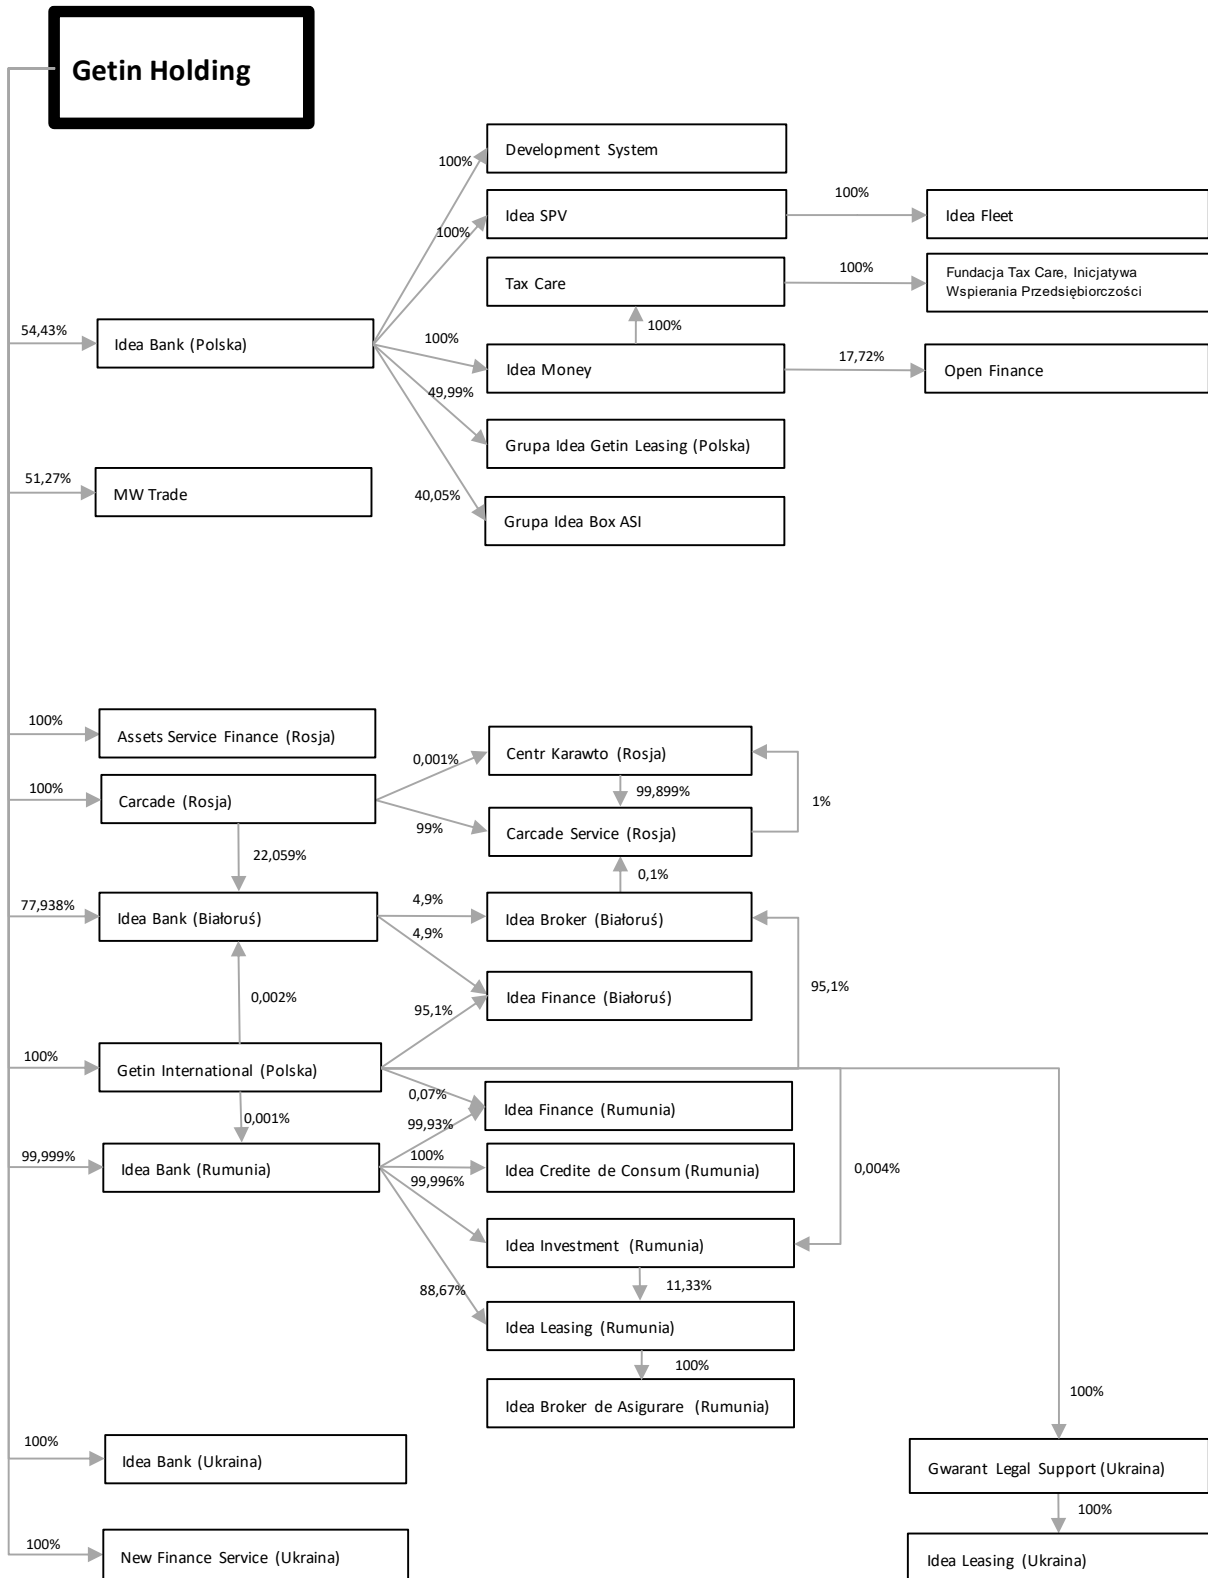 Getin Holding
Development System
100%
Idea SPV
100%
100%
Idea Fleet
Tax Care
100%
Fundacja Tax Care, Inicjatywa
Wspierania Przedsiębiorczości
54,43%
Idea Bank (Polska)
100%
100%
Idea Money
17,72%
Open Finance
49,99%
Grupa Idea Getin Leasing (Polska)
51,27%
MW Trade
40,05%
Grupa Idea Box ASI
100%
Assets Service Finance (Rosja)
0,001%
Centr Karawto (Rosja)
100%
Carcade (Rosja)
99,899%
1%
99%
Carcade Service (Rosja)
22,059%
0,1%
77,938%
Idea Bank (Białoruś)
4,9%
Idea Broker (Białoruś)
4,9%
0,002%
95,1%
Idea Finance (Białoruś)
95,1%
100%
Getin International (Polska)
0,07%
Idea Finance (Rumunia)
0,001%
99,93%
99,999%
Idea Bank (Rumunia)
100%
Idea Credite de Consum (Rumunia)
0,004%
99,996%
Idea Investment (Rumunia)
88,67%
11,33%
Idea Leasing (Rumunia)
100%
Idea Broker de Asigurare (Rumunia)
100%
100%
Idea Bank (Ukraina)
Gwarant Legal Support (Ukraina)
100%
100%
New Finance Service (Ukraina)
Idea Leasing (Ukraina)